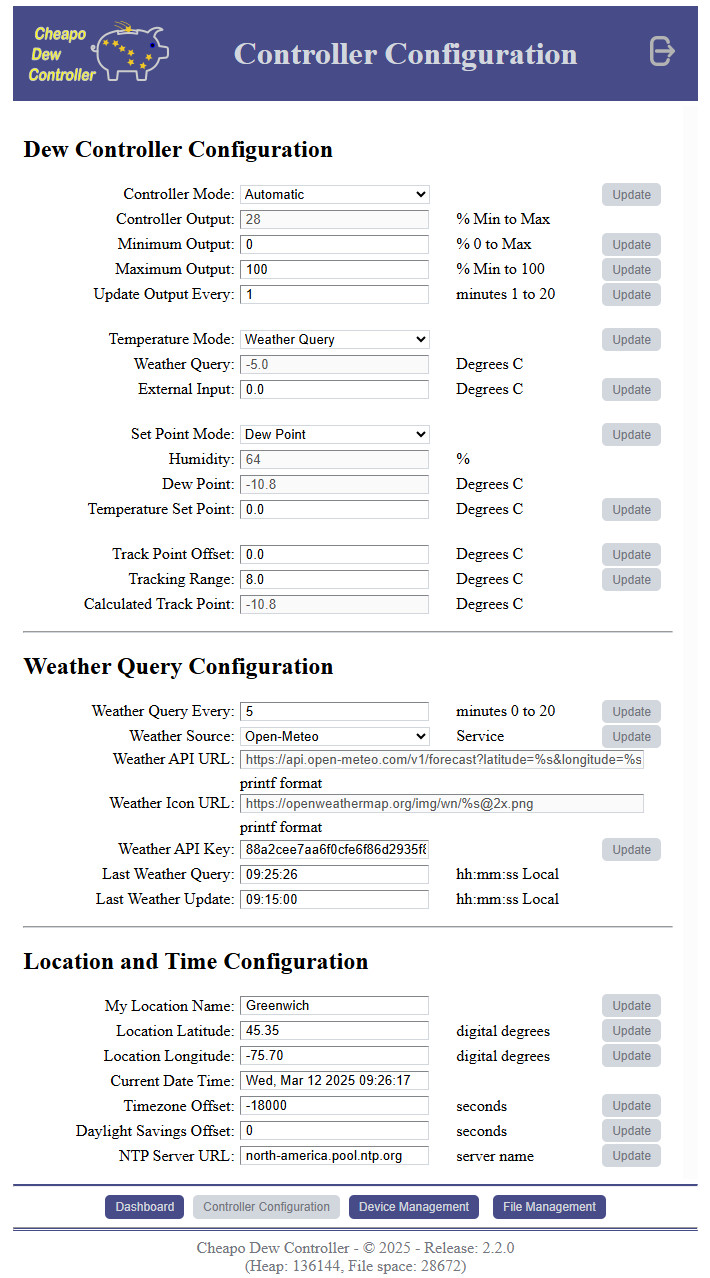 Cheapo
Dew
Controller
Controller Configuration
Dew Controller Configuration
Controller Mode: Automatic Update
Controller Output: 28 % Min to Max
Minimum Output: 0 % 0 to Max Update
Maximum Output: 100 % Min to 100 Update
Update Output Every: 1 minutes 1 to 20 Update
Temperature Mode: Weather Query Update
Weather Query: -5.0 Degrees C
External Input: 0.0 Degrees C Update
Set Point Mode: Dew Point Update
Humidity: 64 %
Dew Point: -10.8 Degrees C
Temperature Set Point: 0.0 Degrees C Update
Track Point Offset: 0.0 Degrees C Update
Tracking Range: 8.0 Degrees C Update
Calculated Track Point: -10.8 Degrees C
Weather Query Configuration
Weather Query Every: 5 minutes 0 to 20 Update
Weather Source: Open-Meteo Service Update
Weather API URL: https://api.open-meteo.com/v1/forecast?latitude=%s&longitude=%s
printf format
Weather Icon URL: https://openweathermap.org/img/wn/%s@2x.png
printf format
Weather API Key: 88a2cee7aa6f0cfe6f86d2935f8 Update
Last Weather Query: 09:25:26 hh:mm:ss Local
Last Weather Update: 09:15:00 hh:mm:ss Local
Location and Time Configuration
My Location Name: Greenwich Update
Location Latitude: 45.35 digital degrees Update
Location Longitude: -75.70 digital degrees Update
Current Date Time: Wed, Mar 12 2025 09:26:17
Timezone Offset: -18000 seconds Update
Daylight Savings Offset: 0 seconds Update
NTP Server URL: north-america.pool.ntp.org server name Update
Dashboard Controller Configuration Device Management File Management
Cheapo Dew Controller - © 2025 - Release: 2.2.0
(Heap: 136144, File space: 28672)